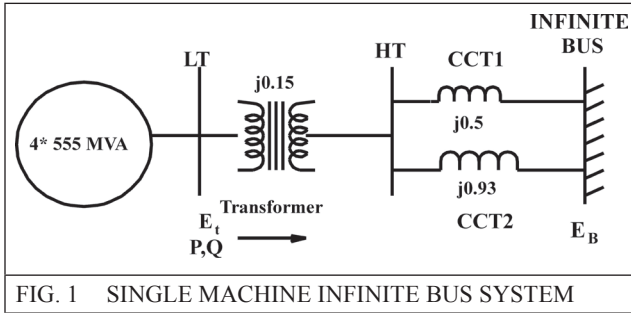 INFINITE
BUS
LT
HT
CCT1
j0.15
j0.5
4* 555 MVA
j0.93
Transformer
CCT2
E_t
E_B
P,Q
FIG. 1 SINGLE MACHINE INFINITE BUS SYSTEM